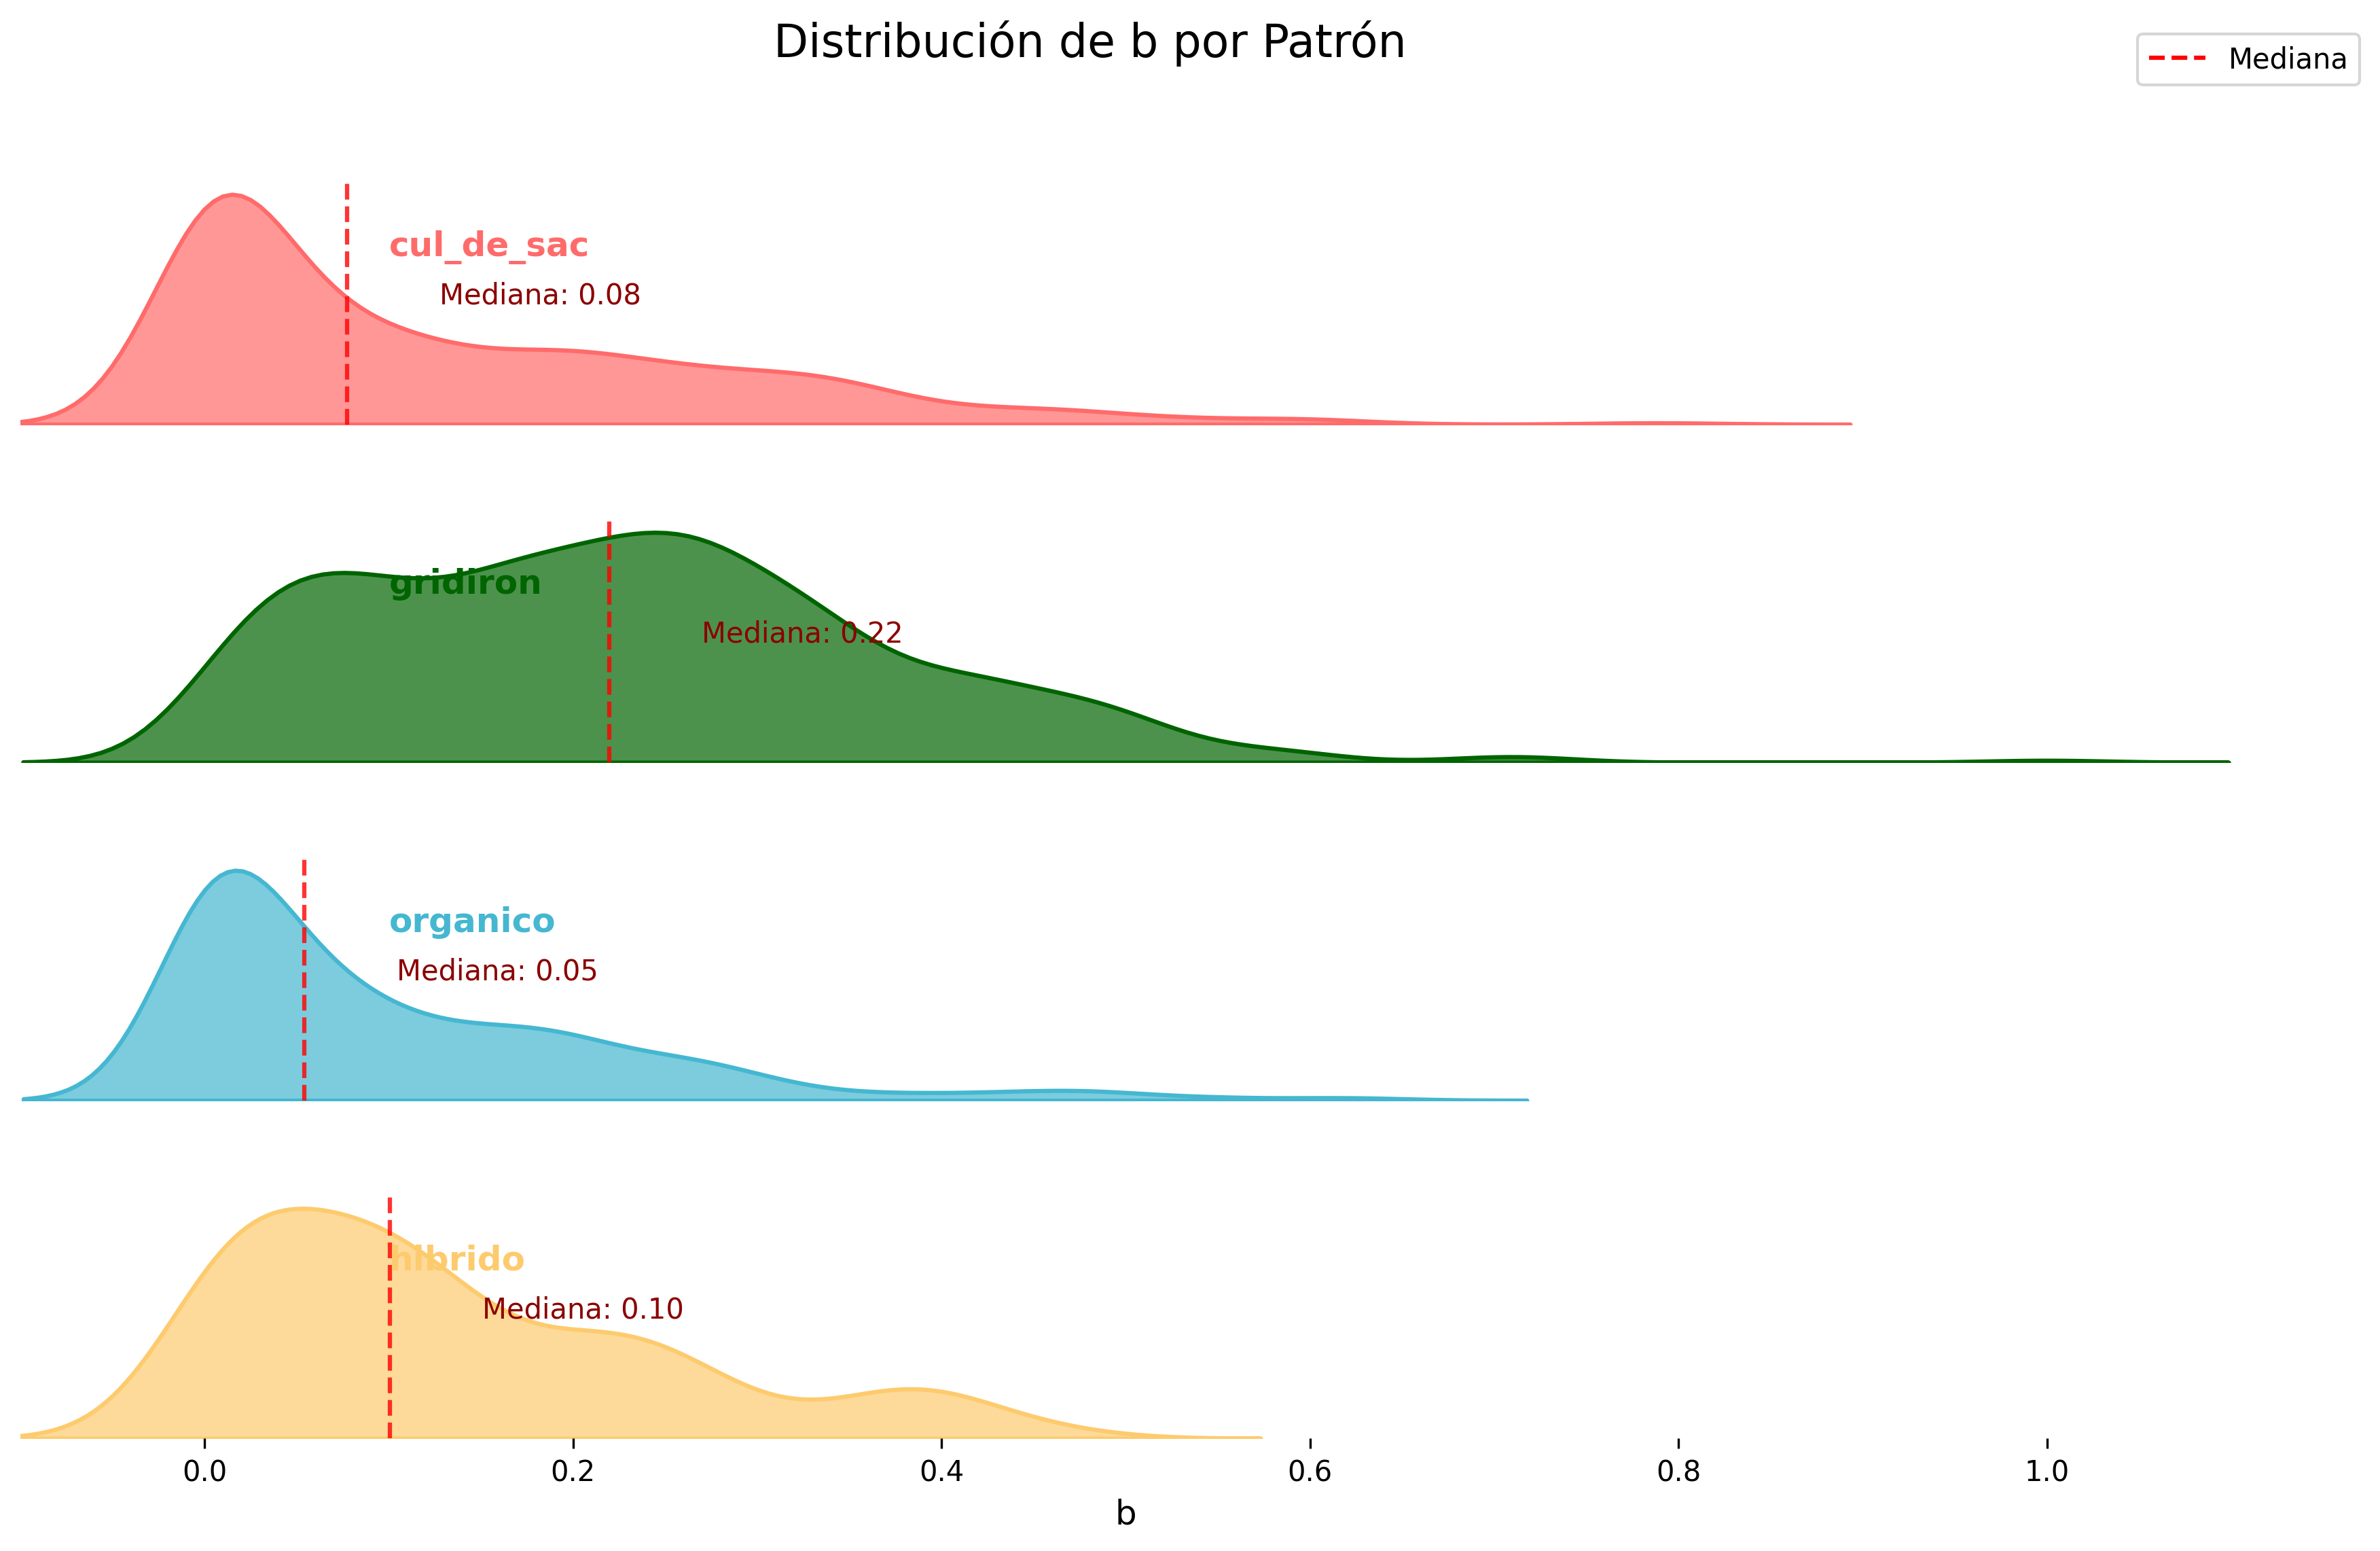 Distribución de b por Patrón
Mediana
cul_de_sac
Mediana: 0.08
gridiron
Mediana: 0.22
organico
Mediana: 0.05
hibrido
Mediana: 0.10
0.0 0.2 0.4 0.6 0.8 1.0
b